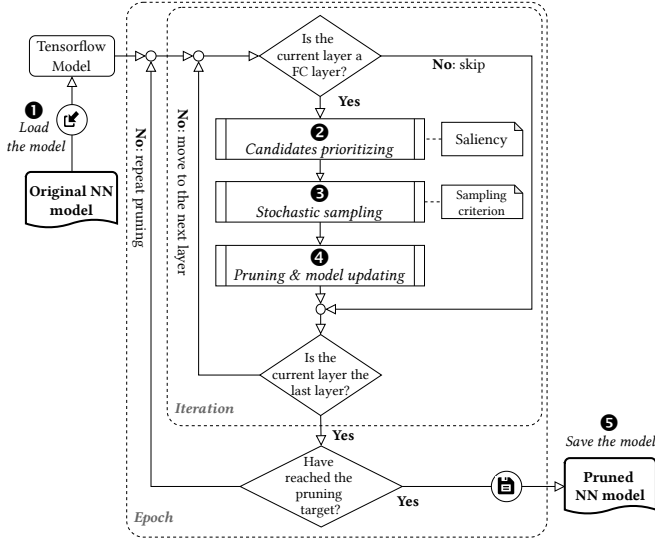 Tensorflow
Model
❶
Load
the model
Original NN
model
No: repeat pruning
No: move to the next layer
Is
the current layer a
FC layer?
No: skip
Yes
❷
Candidates prioritizing
Saliency
❸
Stochastic sampling
Sampling
criterion
❹
Pruning & model updating
Is the
current layer the
last layer?
Iteration
Yes
Have
reached the
pruning
target?
Yes
Epoch
❺
Save the model
Pruned
NN model